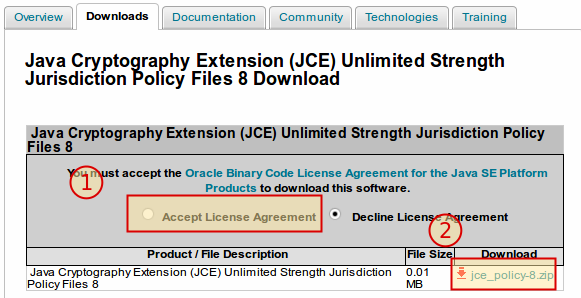 Overview Downloads Documentation Community Technologies Training
Java Cryptography Extension (JCE) Unlimited Strength
Jurisdiction Policy Files 8 Download
Java Cryptography Extension (JCE) Unlimited Strength Jurisdiction Policy
Files 8
You must accept the Oracle Binary Code License Agreement for the Java SE Platform
Products to download this software.
1
Accept License Agreement Decline License Agreement
2
Product / File Description File Size Download
Java Cryptography Extension (JCE) Unlimited Strength Jurisdiction 0.01 jce_policy-8.zip
Policy Files 8 MB